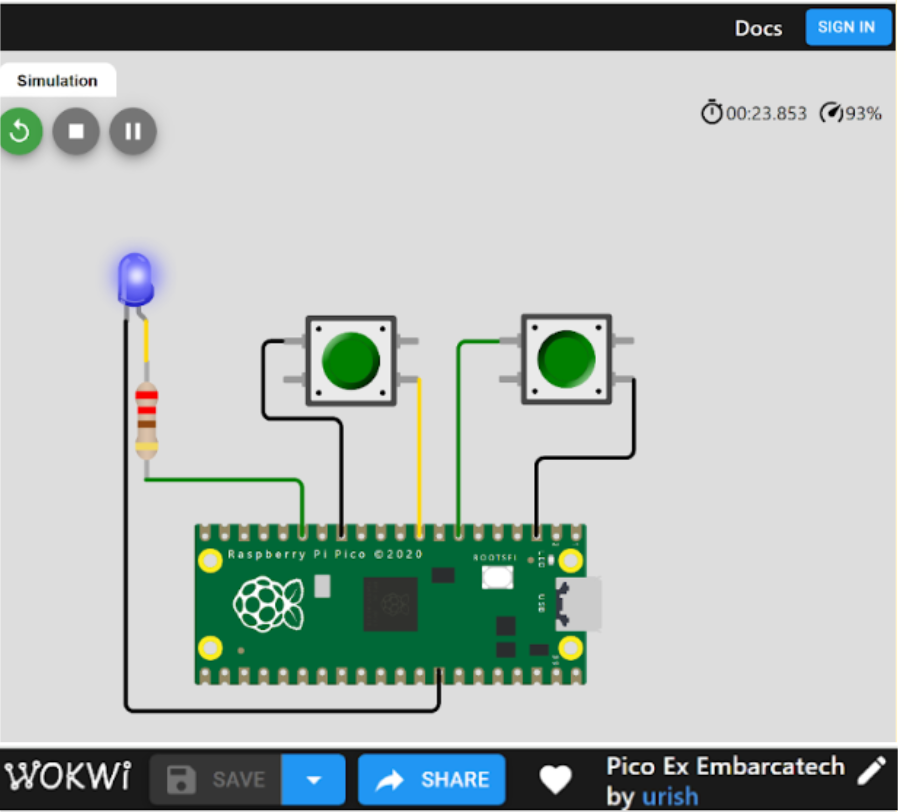 Docs
SIGN IN
Simulation
00:23.853
93%
Raspberry Pi Pico ©2020
BOOTSEL
LED
USB
WOKWi
SAVE
SHARE
Pico Ex Embarcatech
by urish